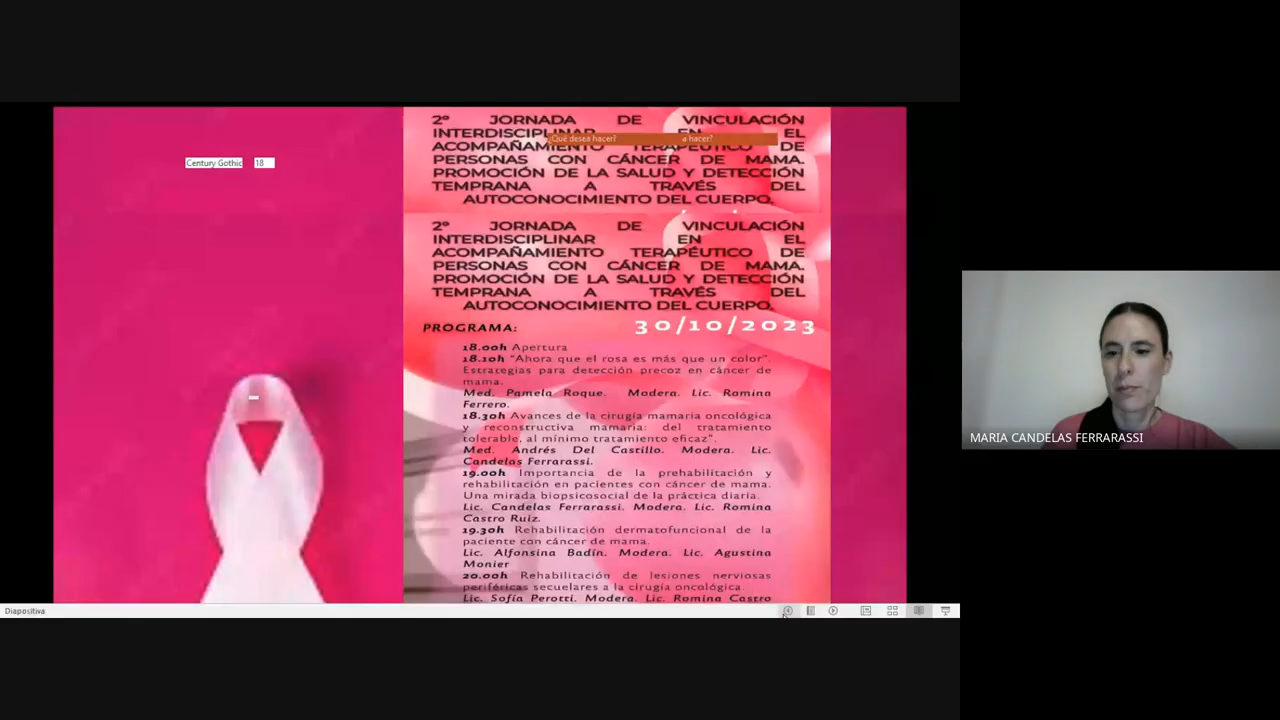 2º JORNADA DE VINCULACIÓN
INTERDISCIPLINAR EN EL
Qué desea hacer? a hacer?
ACOMPAÑAMIENTO TERAPÉUTICO DE
PERSONAS CON CÁNCER DE MAMA.
PROMOCIÓN DE LA SALUD Y DETECCIÓN
TEMPRANA A TRAVÉS DEL
AUTOCONOCIMIENTO DEL CUERPO.
Century Gothic 18
2º JORNADA DE VINCULACIÓN
INTERDISCIPLINAR EN EL
ACOMPAÑAMIENTO TERAPÉUTICO DE
PERSONAS CON CÁNCER DE MAMA.
PROMOCIÓN DE LA SALUD Y DETECCIÓN
TEMPRANA A TRAVÉS DEL
AUTOCONOCIMIENTO DEL CUERPO.
PROGRAMA: 30/10/2023
18.00h Apertura
18.10h "Ahora que el rosa es más que un color".
Estrategias para detección precoz en cáncer de
mama.
Med. Pamela Roque. Modera. Lic. Romina
Ferrero.
18.30h Avances de la cirugía mamaria oncológica
y reconstructiva mamaria: del tratamiento
tolerable, al mínimo tratamiento eficaz".
Med. Andrés Del Castillo. Modera. Lic.
Candelas Ferrarassi.
19.00h Importancia de la prehabilitación y
rehabilitación en pacientes con cáncer de mama.
Una mirada biopsicosocial de la práctica diaria.
Lic. Candelas Ferrarassi. Modera. Lic. Romina
Castro Ruiz.
19.30h Rehabilitación dermatofuncional de la
paciente con cáncer de mama.
Lic. Alfonsina Badín. Modera. Lic. Agustina
Monier
20.00h Rehabilitación de lesiones nerviosas
periféricas secuelares a la cirugía oncológica
Lic. Sofía Perotti. Modera. Lic. Romina Castro
Diapositiva
MARIA CANDELAS FERRARASSI